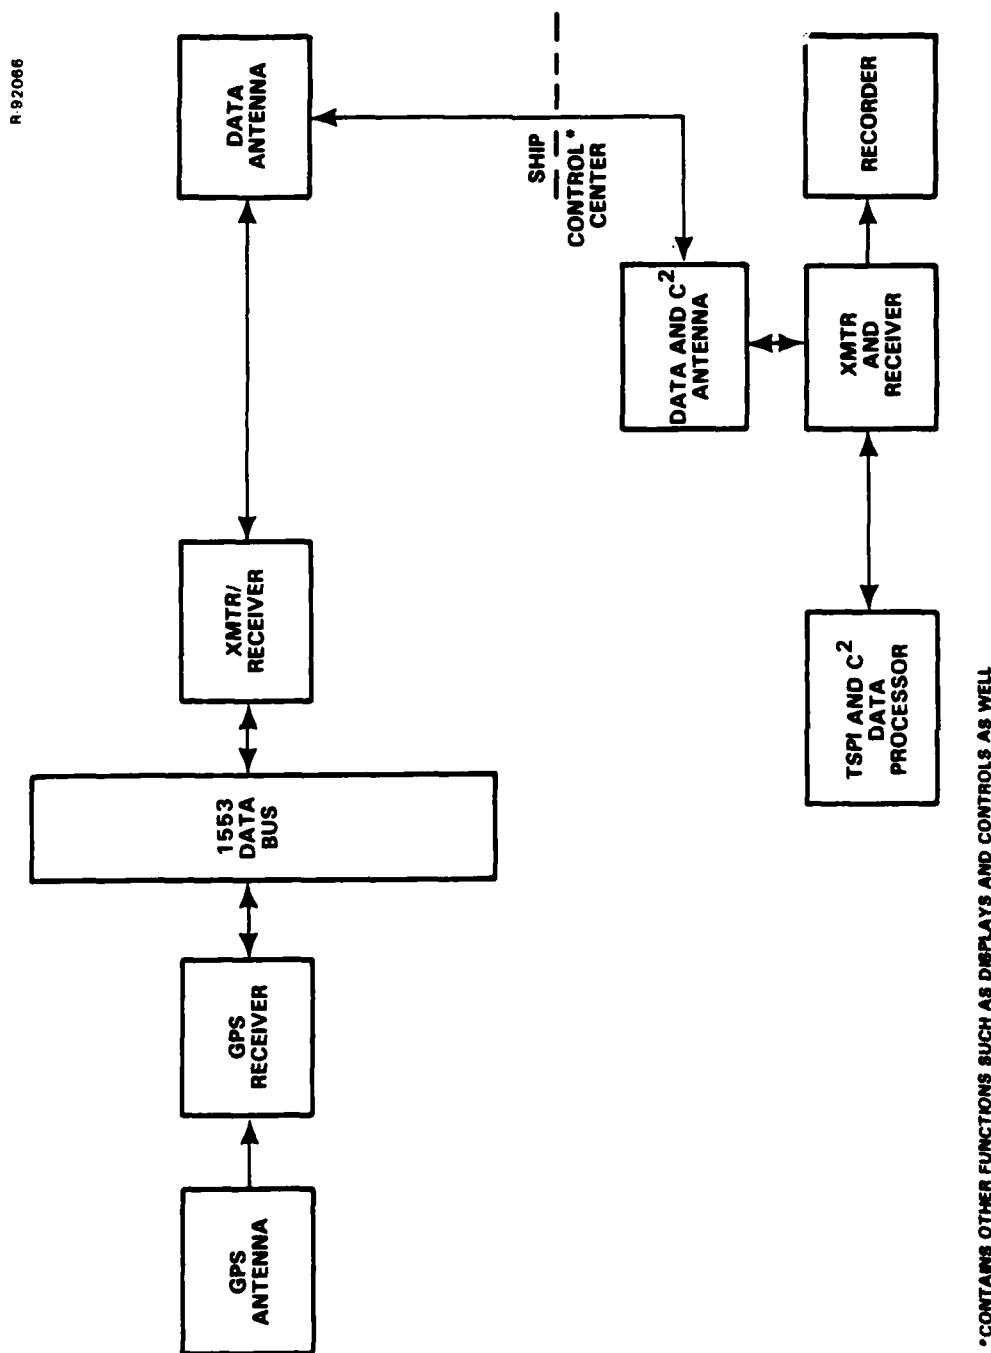 R-92066
GPS
ANTENNA
GPS
RECEIVER
1553
DATA
BUS
XMTR/
RECEIVER
DATA
ANTENNA
SHIP
CONTROL*
CENTER
DATA AND C²
ANTENNA
TSPI AND C²
DATA
PROCESSOR
XMTR
AND
RECEIVER
RECORDER
*CONTAINS OTHER FUNCTIONS SUCH AS DISPLAYS AND CONTROLS AS WELL